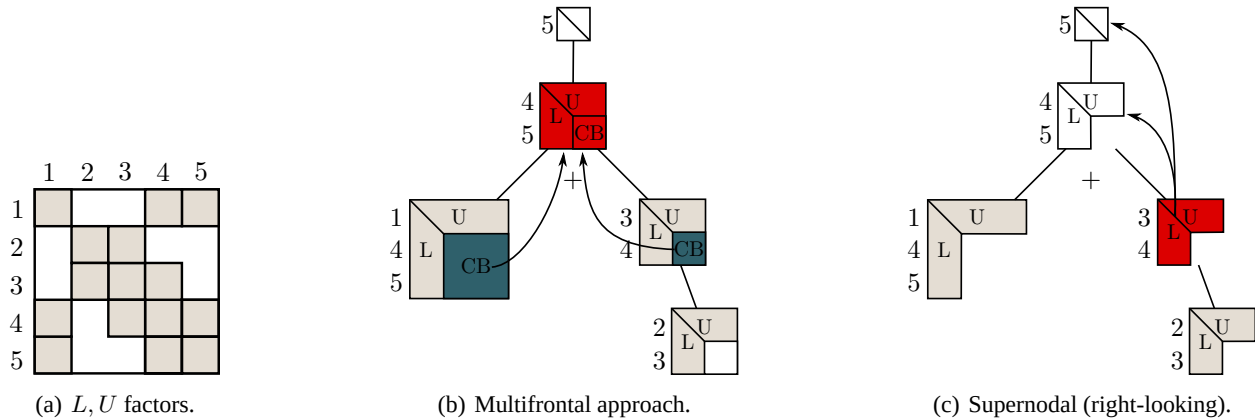 1 2 3 4 5
1
2
3
4
5
(a) L, U factors.
5
4 U
L
5 CB
+
1 U
4 L
CB
5
3 U
L
4 CB
2 U
L
3
(b) Multifrontal approach.
5
4 U
L
5
+
1 U
4 L
5
3 U
L
4
2 U
L
3
(c) Supernodal (right-looking).